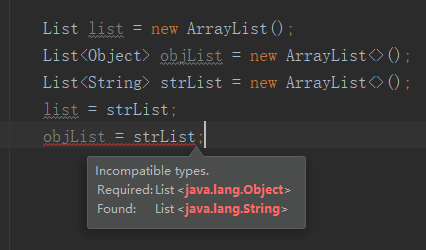 List list = new ArrayList();
List<Object> objList = new ArrayList<>();
List<String> strList = new ArrayList<>();
list = strList;
objList = strList;
Incompatible types.
Required: List <java.lang.Object>
Found: List <java.lang.String>